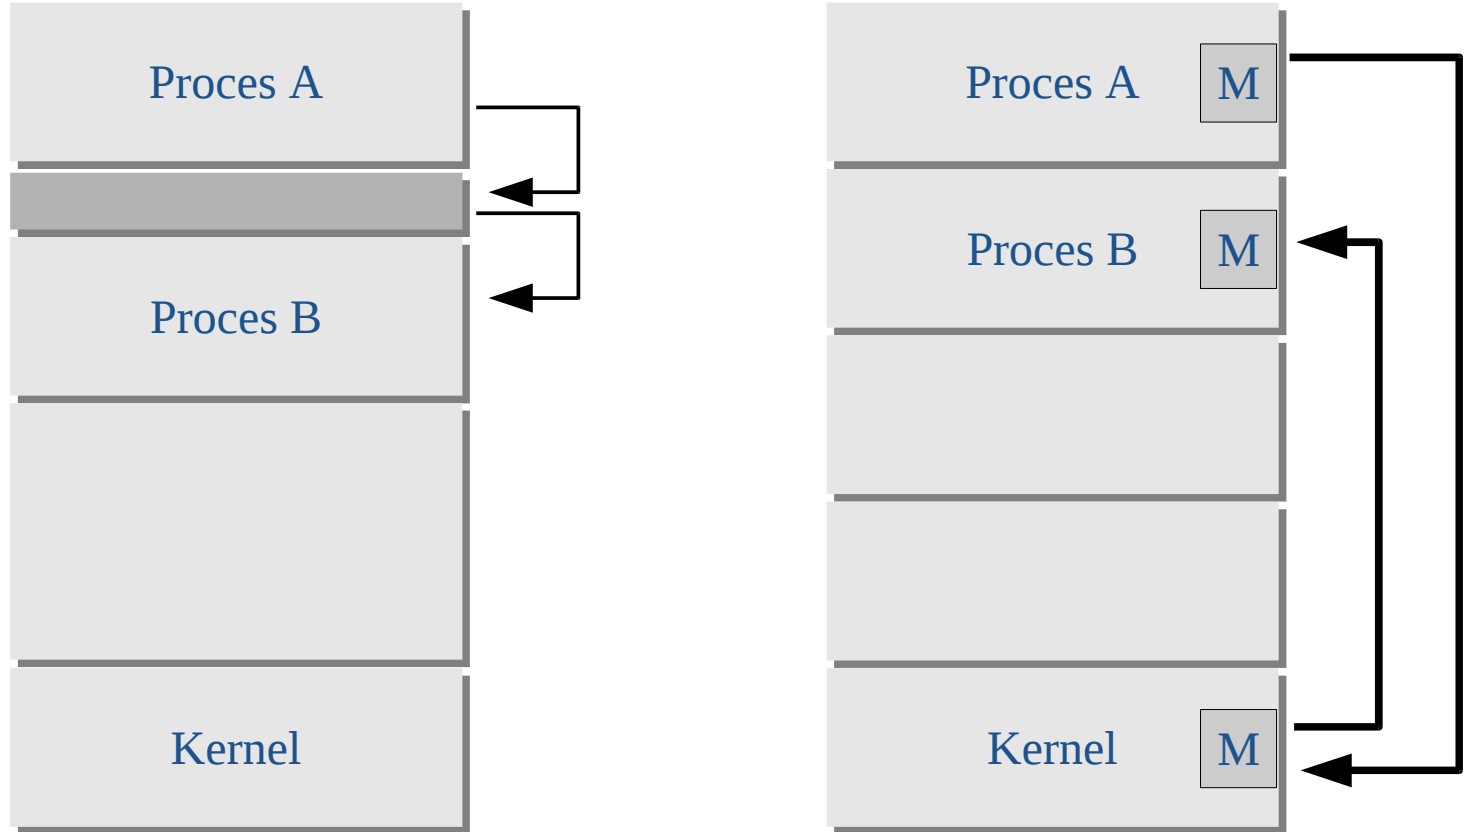 Proces A
Proces B
Kernel
Proces A M
Proces B M
Kernel M